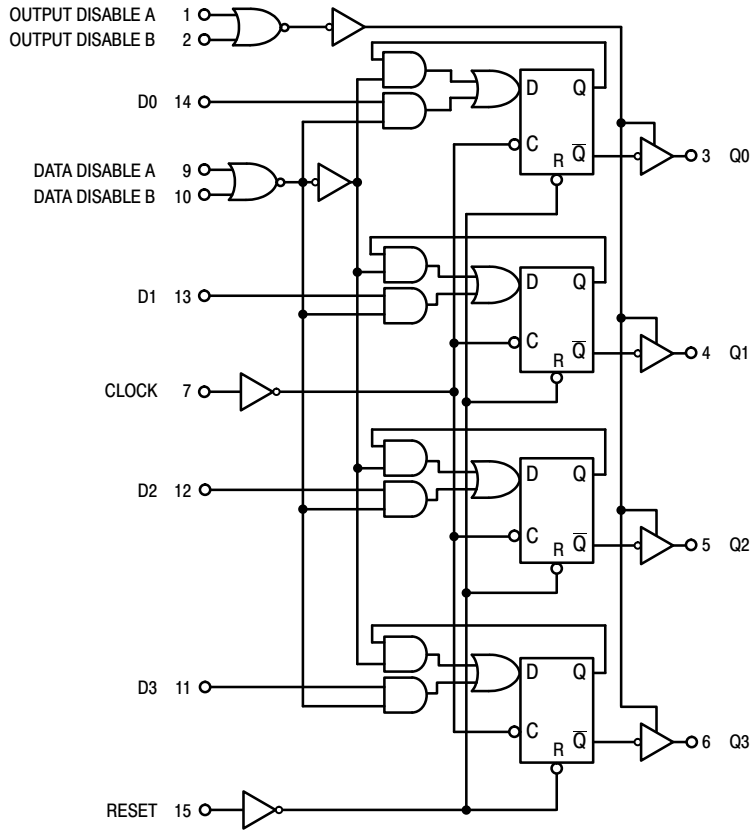 OUTPUT DISABLE A 1
OUTPUT DISABLE B 2
D Q
D0 14
C
R Q̅
3 Q0
DATA DISABLE A 9
DATA DISABLE B 10
D Q
D1 13
C
R Q̅
4 Q1
CLOCK 7
D Q
D2 12
C
R Q̅
5 Q2
D Q
D3 11
C
R Q̅
6 Q3
RESET 15